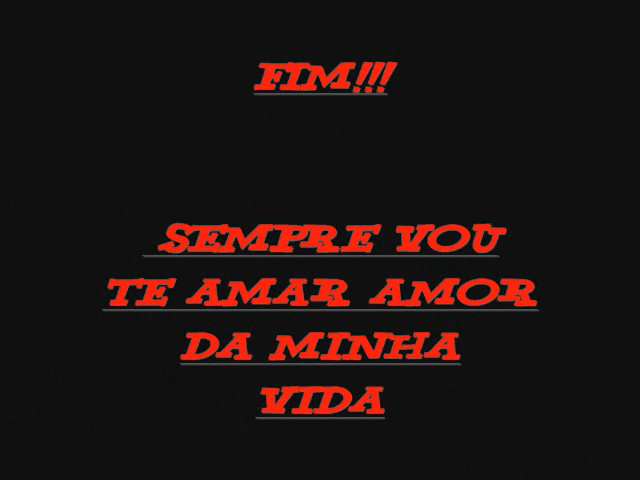 FIM!!!
SEMPRE VOU
TE AMAR AMOR
DA MINHA
VIDA